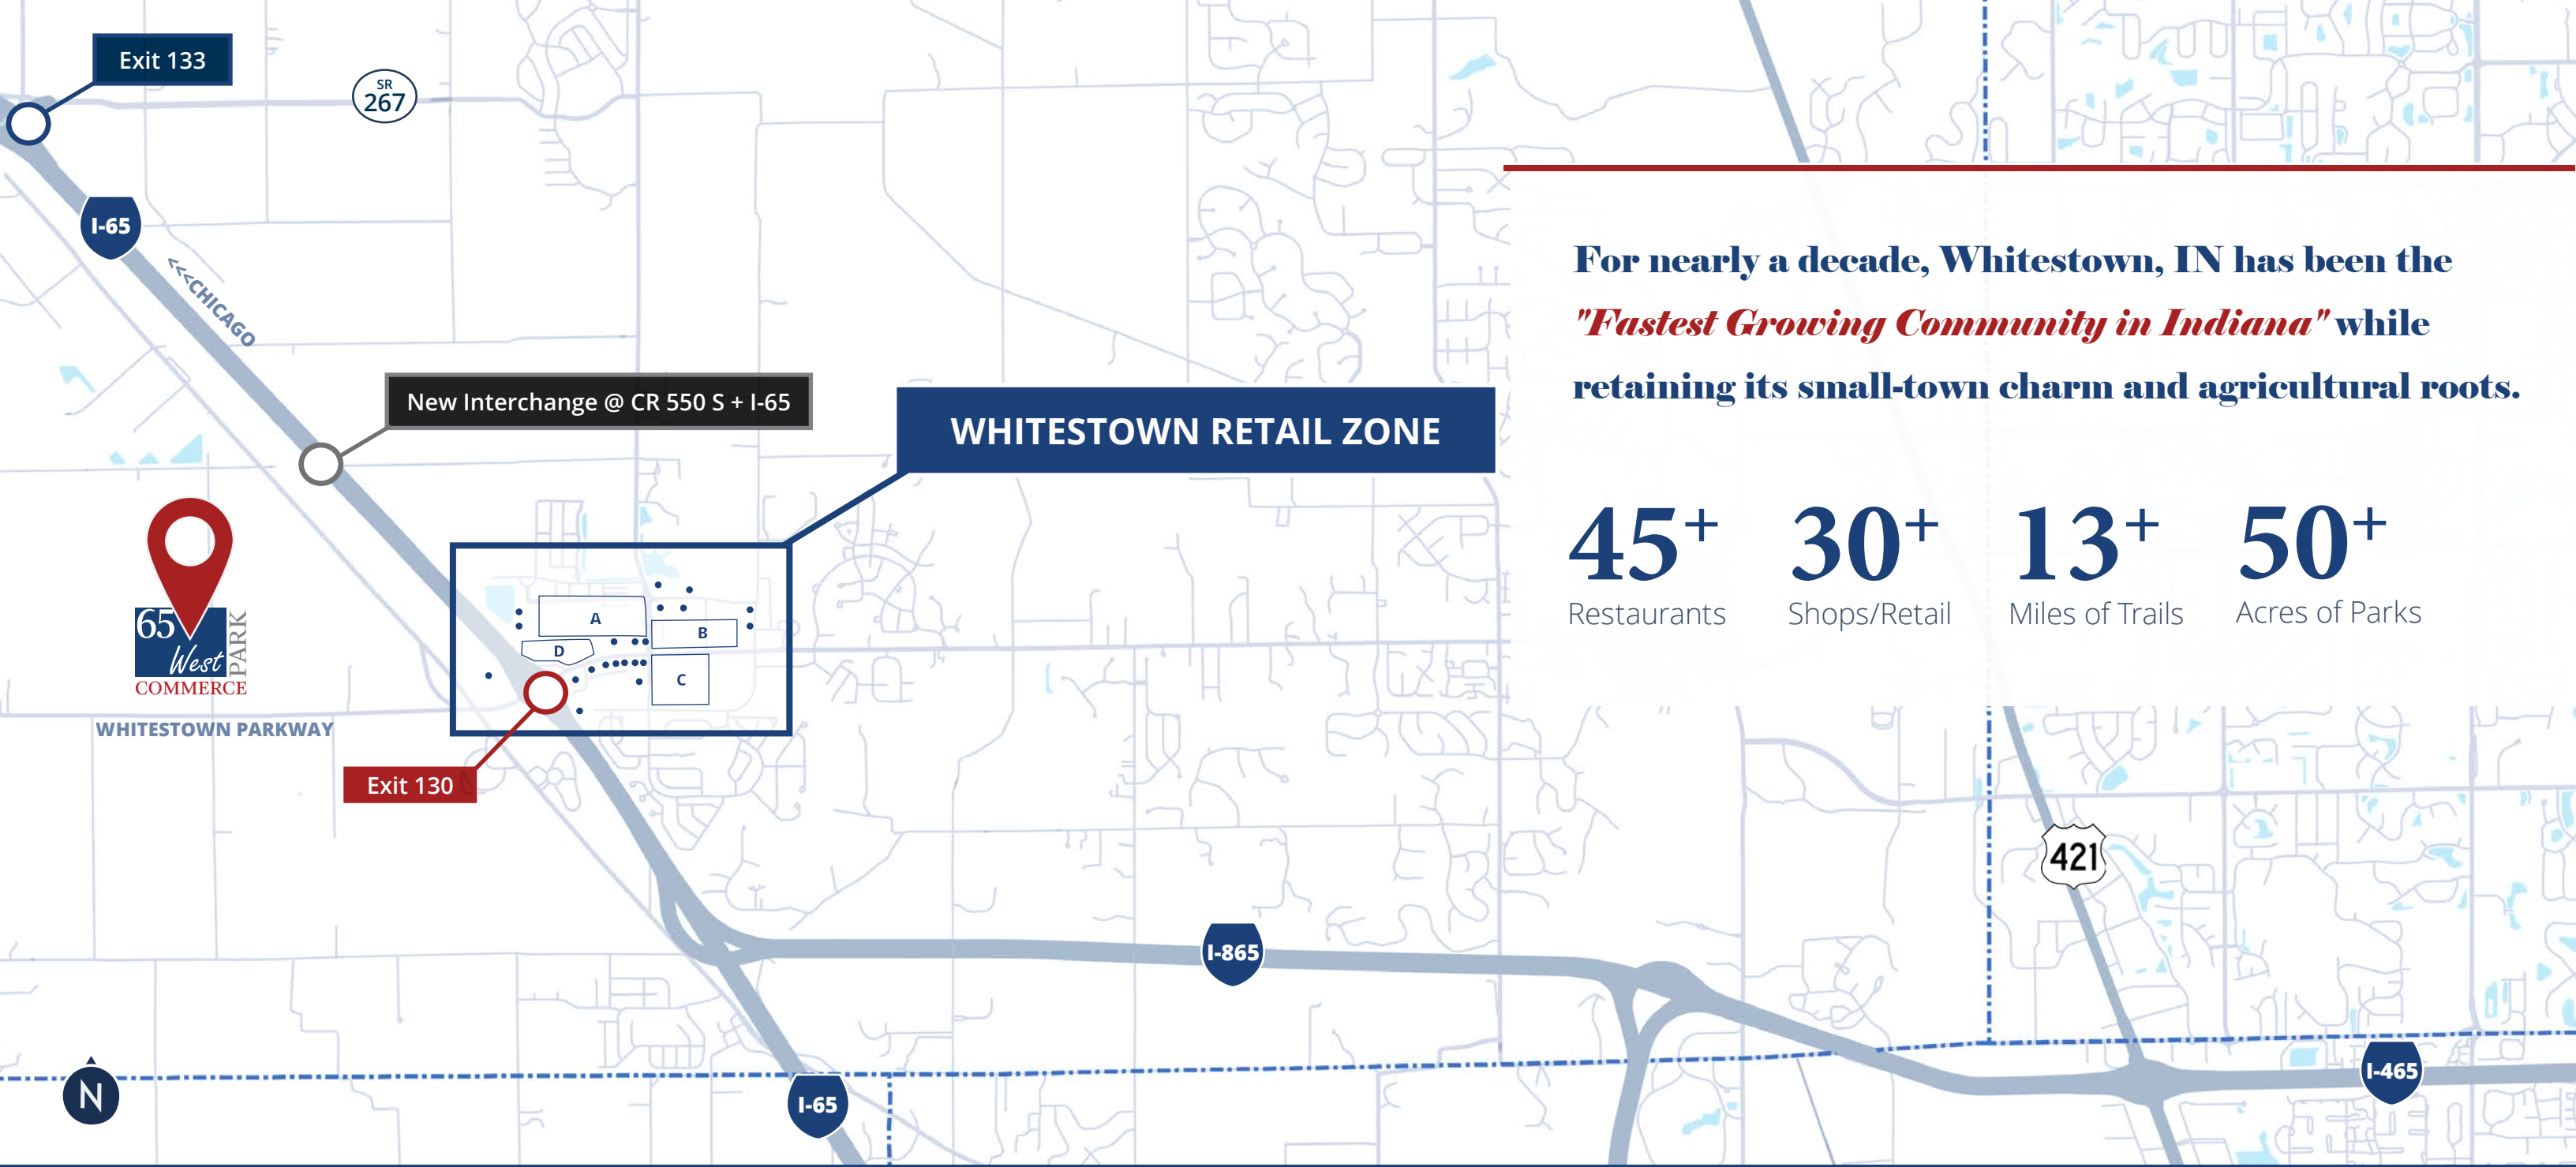 Exit 133
SR
267
I-65
<<<CHICAGO
New Interchange @ CR 550 S + I-65
WHITESTOWN RETAIL ZONE
For nearly a decade, Whitestown, IN has been the
"Fastest Growing Community in Indiana" while
retaining its small-town charm and agricultural roots.
45+
Restaurants
30+
Shops/Retail
13+
Miles of Trails
50+
Acres of Parks
65
West
PARK
COMMERCE
WHITESTOWN PARKWAY
A
B
D
C
Exit 130
421
I-865
I-465
I-65
N